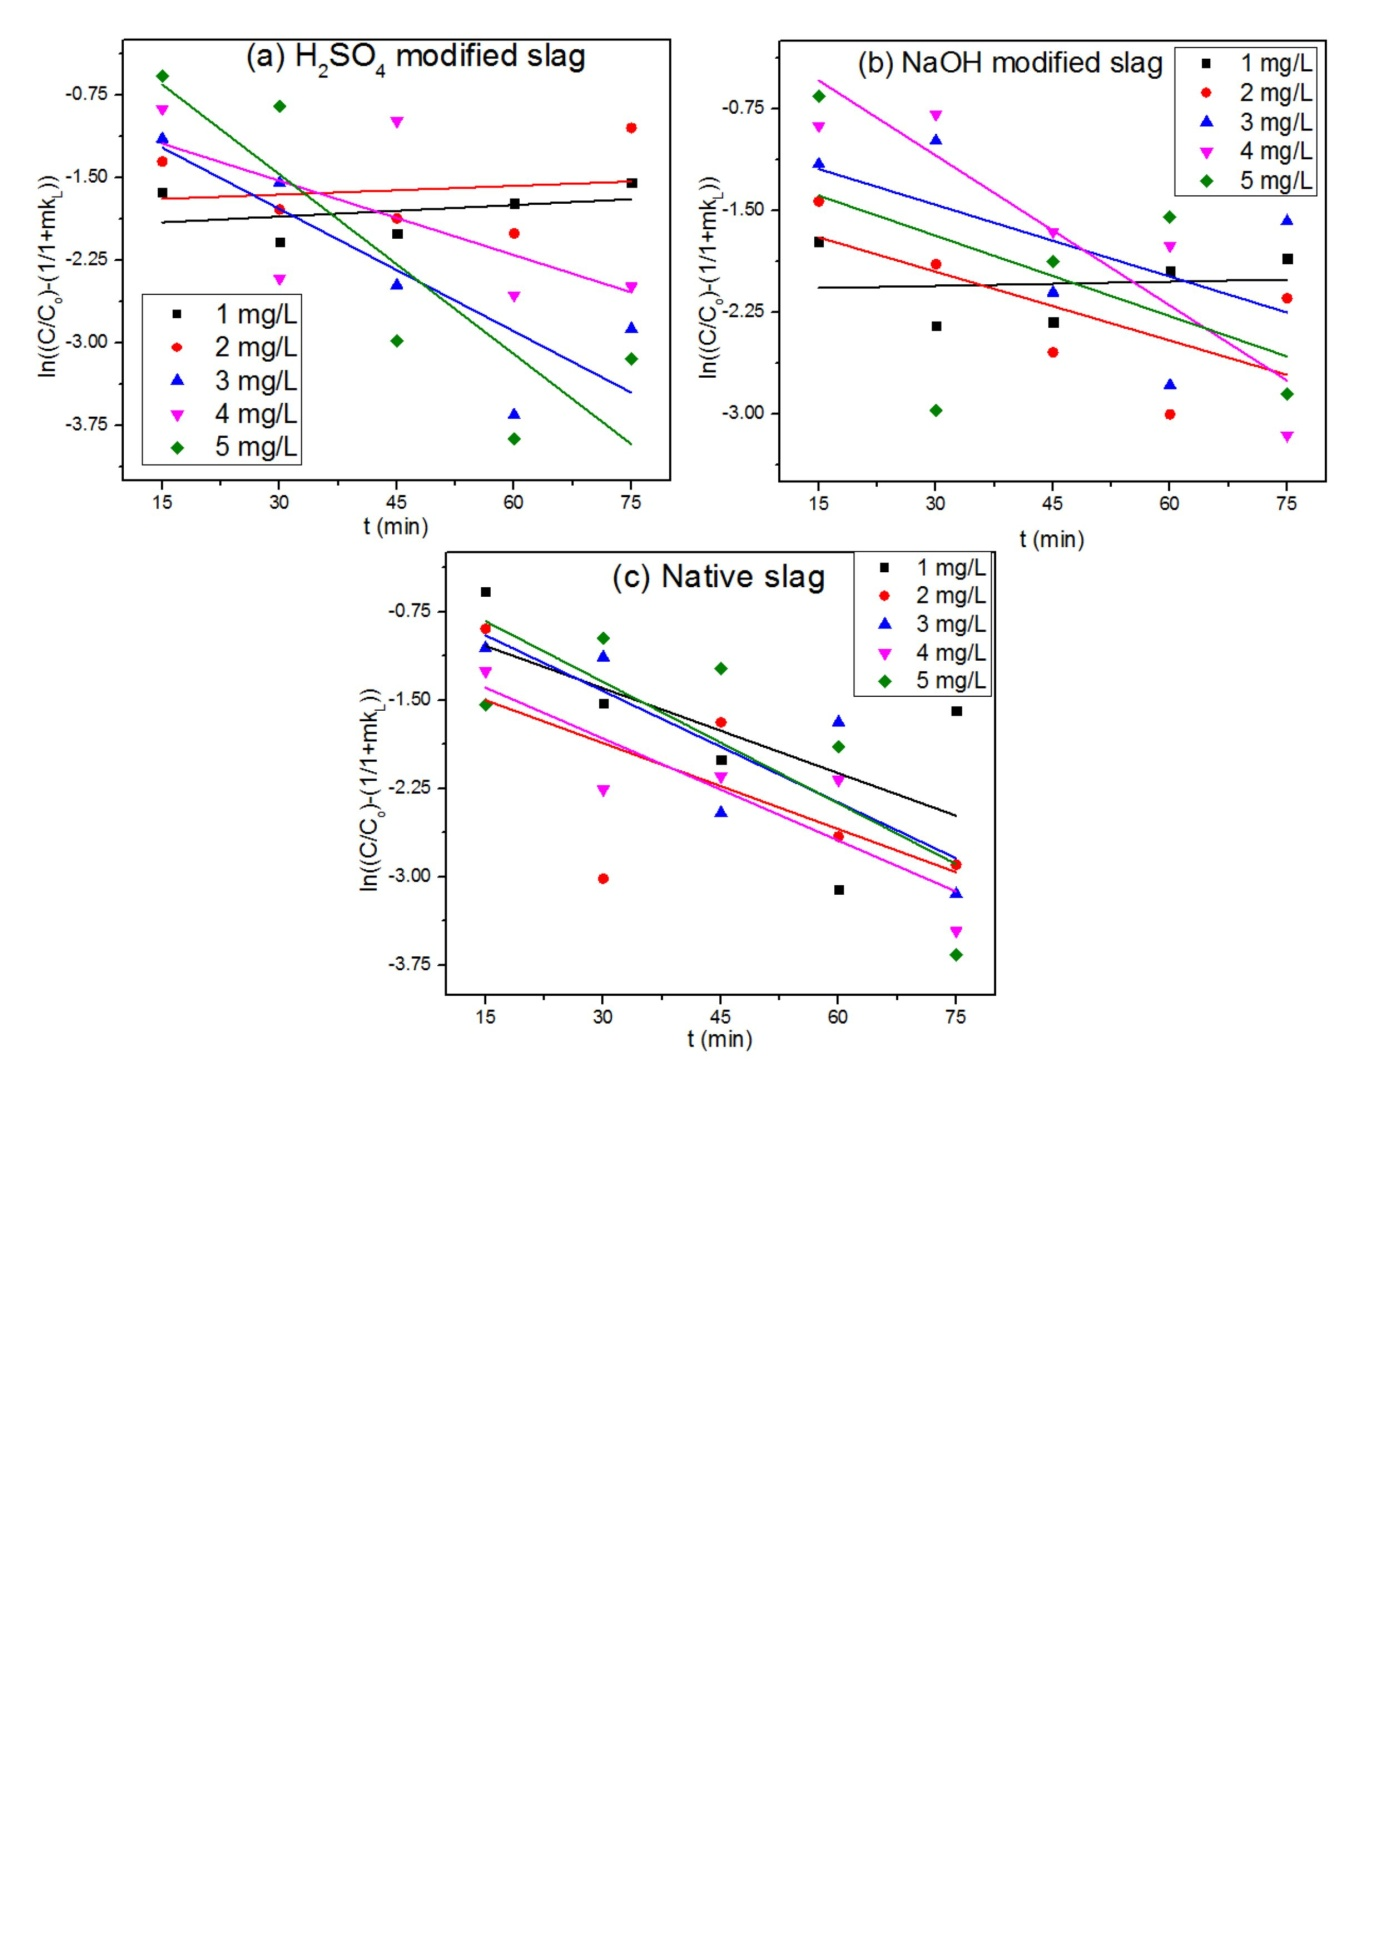 (a) H2SO4 modified slag
ln((C/Co)-(1/1+mkL))
-0.75
-1.50
-2.25
-3.00
-3.75
1 mg/L
2 mg/L
3 mg/L
4 mg/L
5 mg/L
15 30 45 60 75
t (min)
(b) NaOH modified slag
ln((C/Co)-(1/1+mkL))
-0.75
-1.50
-2.25
-3.00
1 mg/L
2 mg/L
3 mg/L
4 mg/L
5 mg/L
15 30 45 60 75
t (min)
(c) Native slag
ln((C/Co)-(1/1+mkL))
-0.75
-1.50
-2.25
-3.00
-3.75
1 mg/L
2 mg/L
3 mg/L
4 mg/L
5 mg/L
15 30 45 60 75
t (min)